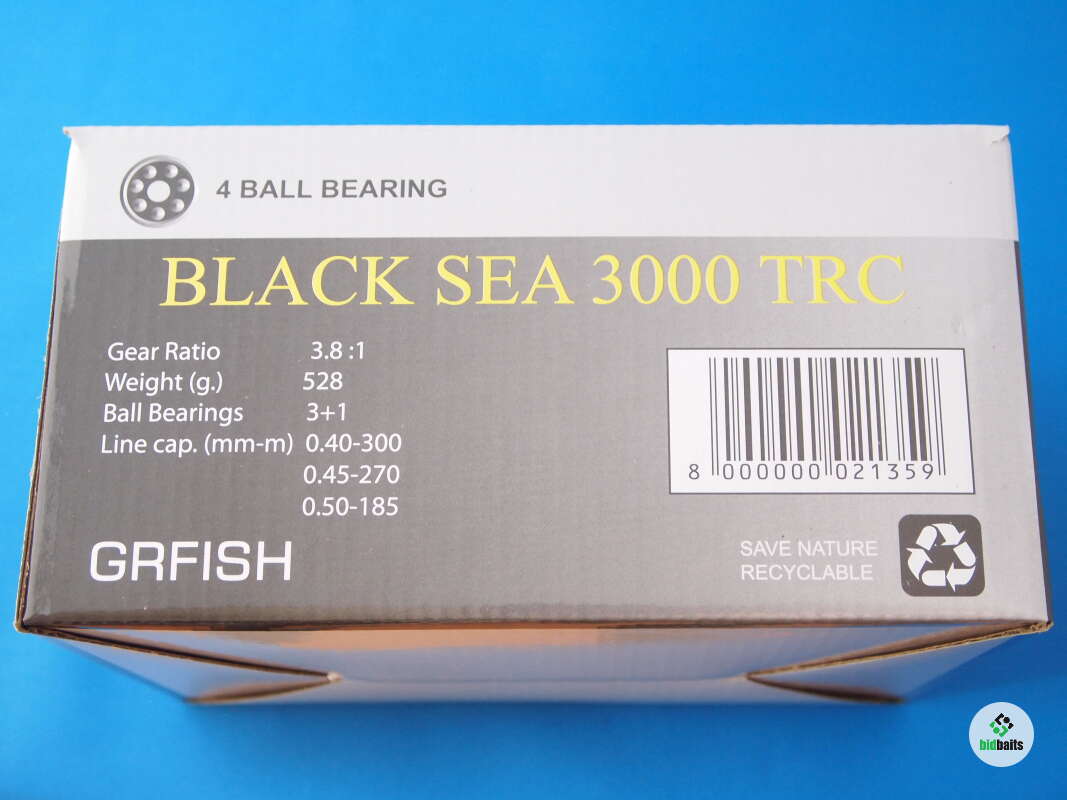 4 BALL BEARING
BLACK SEA 3000 TRC
Gear Ratio 3.8 :1
Weight (g.) 528
Ball Bearings 3+1
Line cap. (mm-m) 0.40-300
0.45-270
0.50-185
8 000000 021359
GRFISH
SAVE NATURE
RECYCLABLE
bidbaits